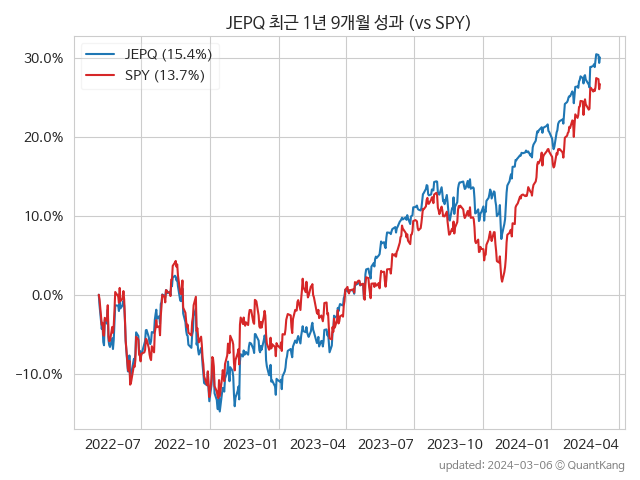 JEPQ 최근 1년 9개월 성과 (vs SPY)
JEPQ (15.4%)
SPY (13.7%)
30.0%
20.0%
10.0%
0.0%
−10.0%
2022-07 2022-10 2023-01 2023-04 2023-07 2023-10 2024-01 2024-04
updated: 2024-03-06 © QuantKang